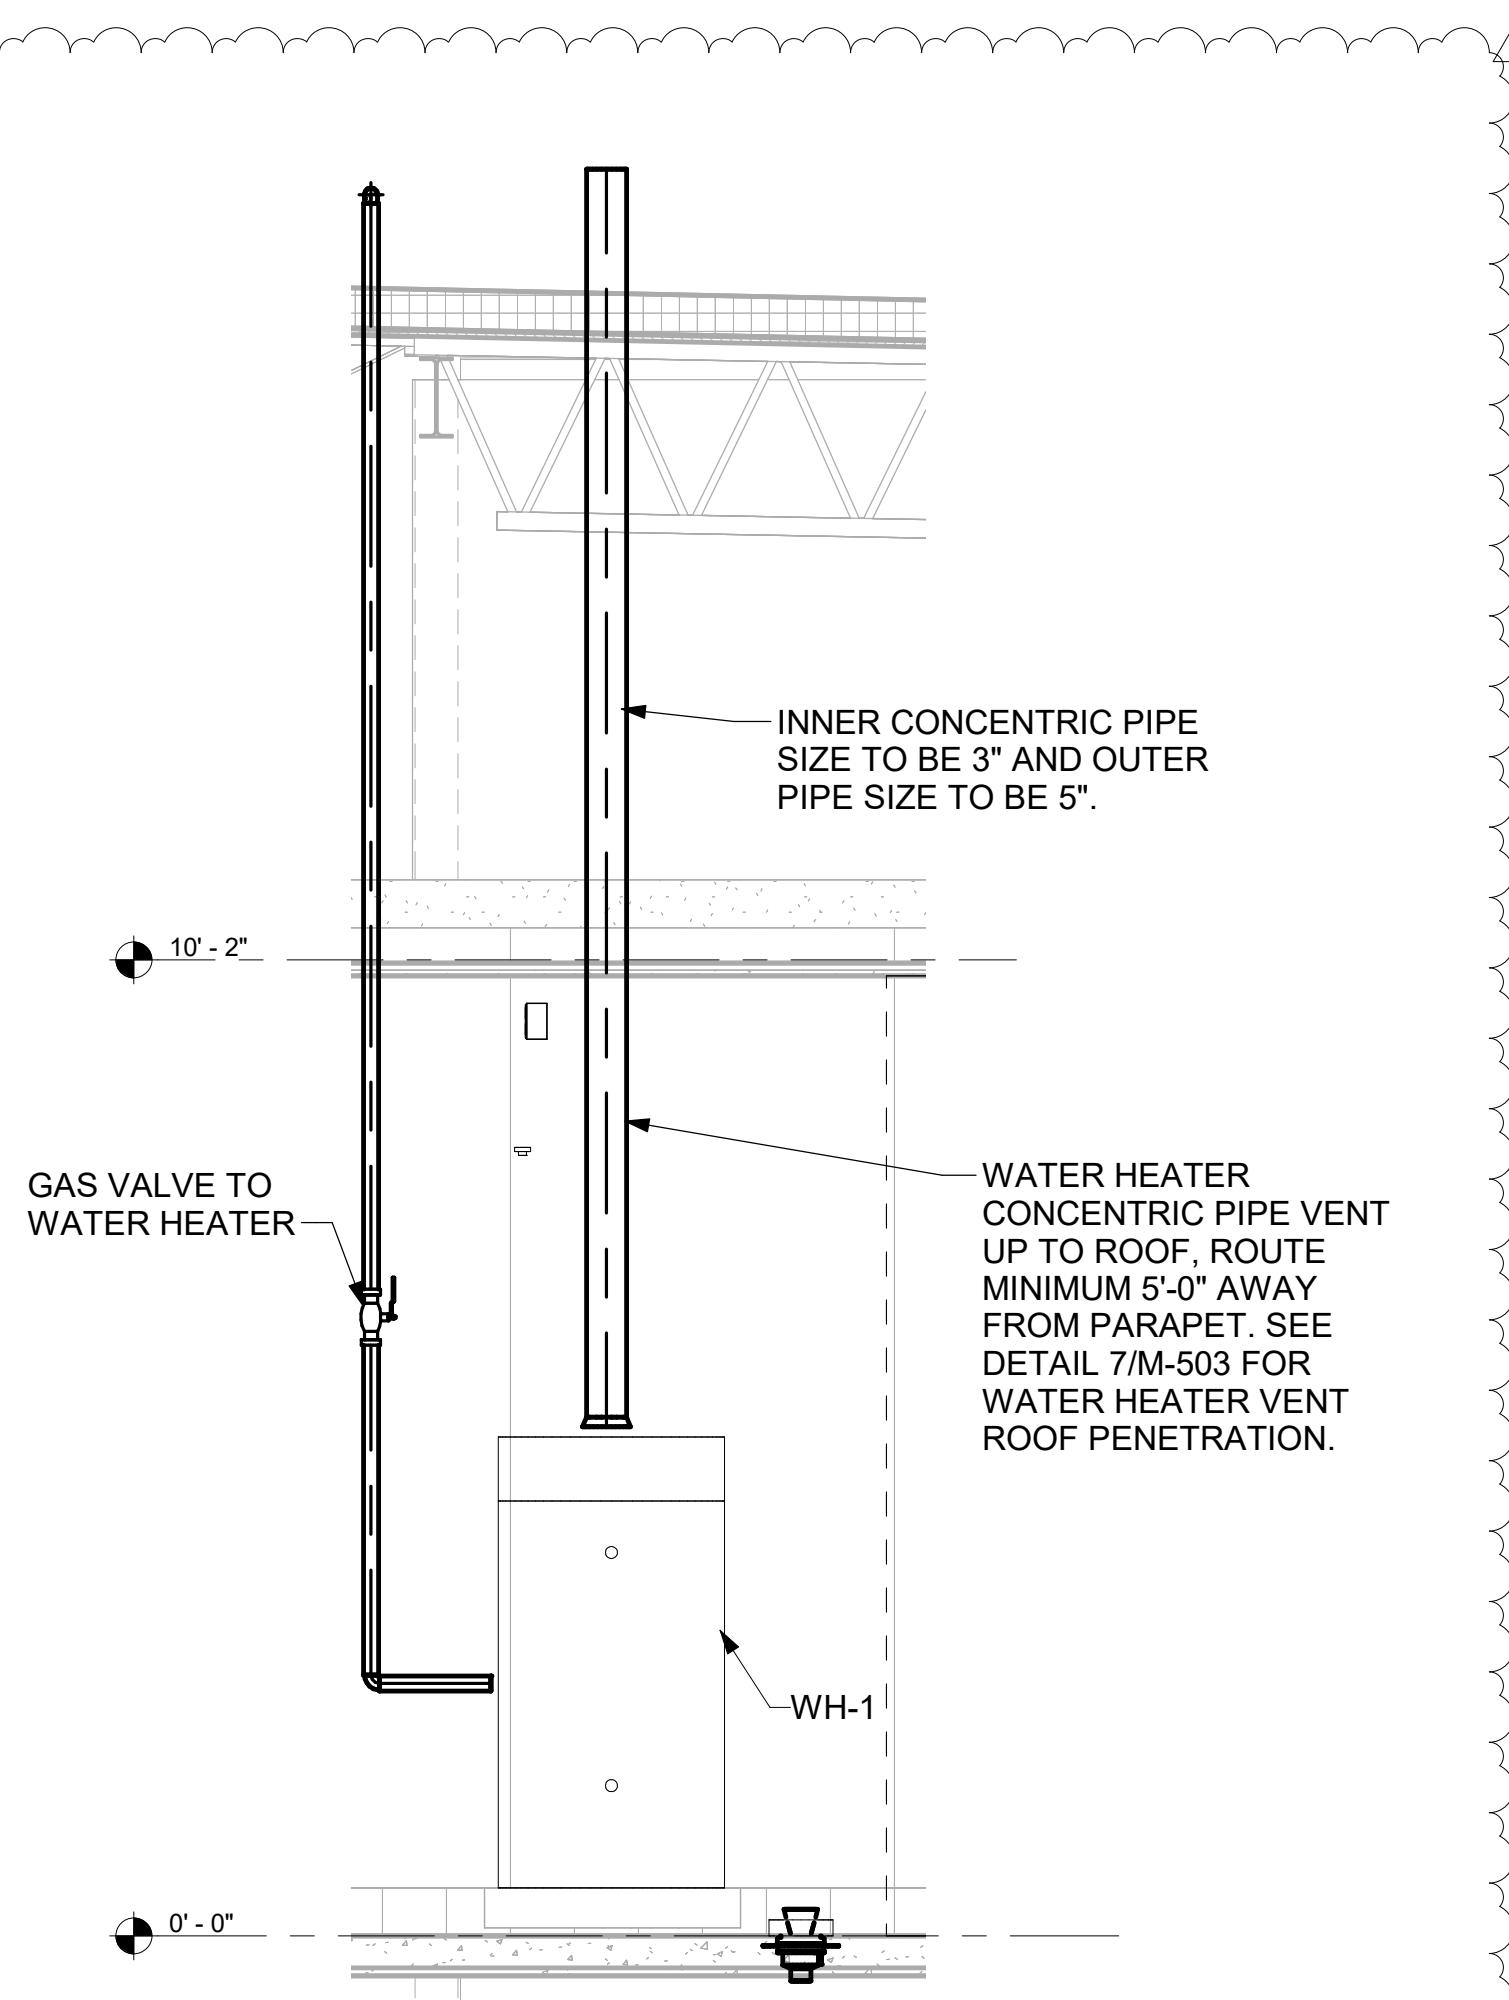 INNER CONCENTRIC PIPE
SIZE TO BE 3" AND OUTER
PIPE SIZE TO BE 5".
10' - 2"
GAS VALVE TO
WATER HEATER
WATER HEATER
CONCENTRIC PIPE VENT
UP TO ROOF, ROUTE
MINIMUM 5'-0" AWAY
FROM PARAPET. SEE
DETAIL 7/M-503 FOR
WATER HEATER VENT
ROOF PENETRATION.
WH-1
0' - 0"